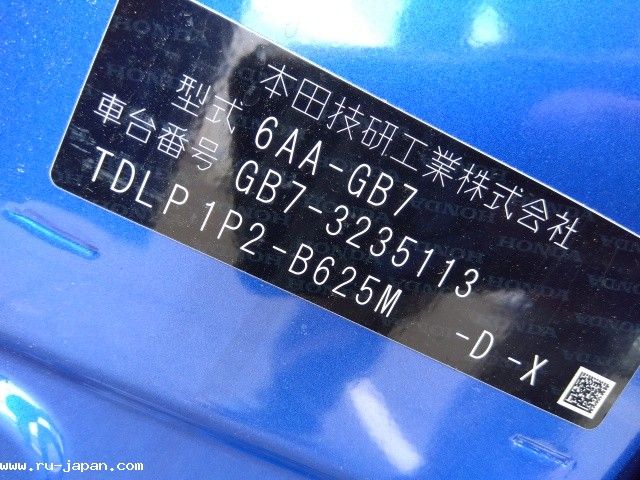 本田技研工業株式会社
型式 6AA-GB7
車台番号 GB7-3235113
TDLP1P2-B625M -D -X
www.ru-japan.com